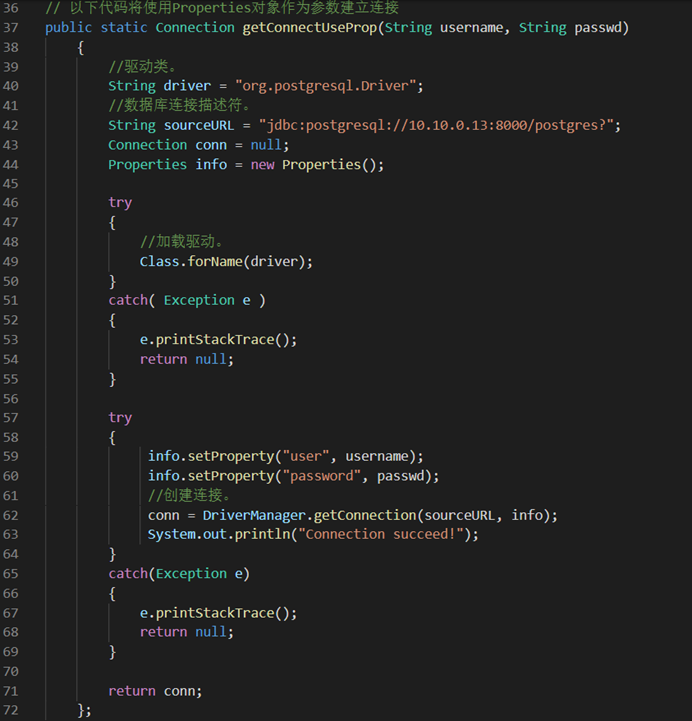 36 // 以下代码将使用Properties对象作为参数建立连接
37 public static Connection getConnectUseProp(String username, String passwd)
38     {
39         //驱动类。
40         String driver = "org.postgresql.Driver";
41         //数据库连接描述符。
42         String sourceURL = "jdbc:postgresql://10.10.0.13:8000/postgres?";
43         Connection conn = null;
44         Properties info = new Properties();
45
46         try
47         {
48             //加载驱动。
49             Class.forName(driver);
50         }
51         catch( Exception e )
52         {
53             e.printStackTrace();
54             return null;
55         }
56
57         try
58         {
59              info.setProperty("user", username);
60              info.setProperty("password", passwd);
61              //创建连接。
62              conn = DriverManager.getConnection(sourceURL, info);
63              System.out.println("Connection succeed!");
64         }
65         catch(Exception e)
66         {
67             e.printStackTrace();
68             return null;
69         }
70
71         return conn;
72     };